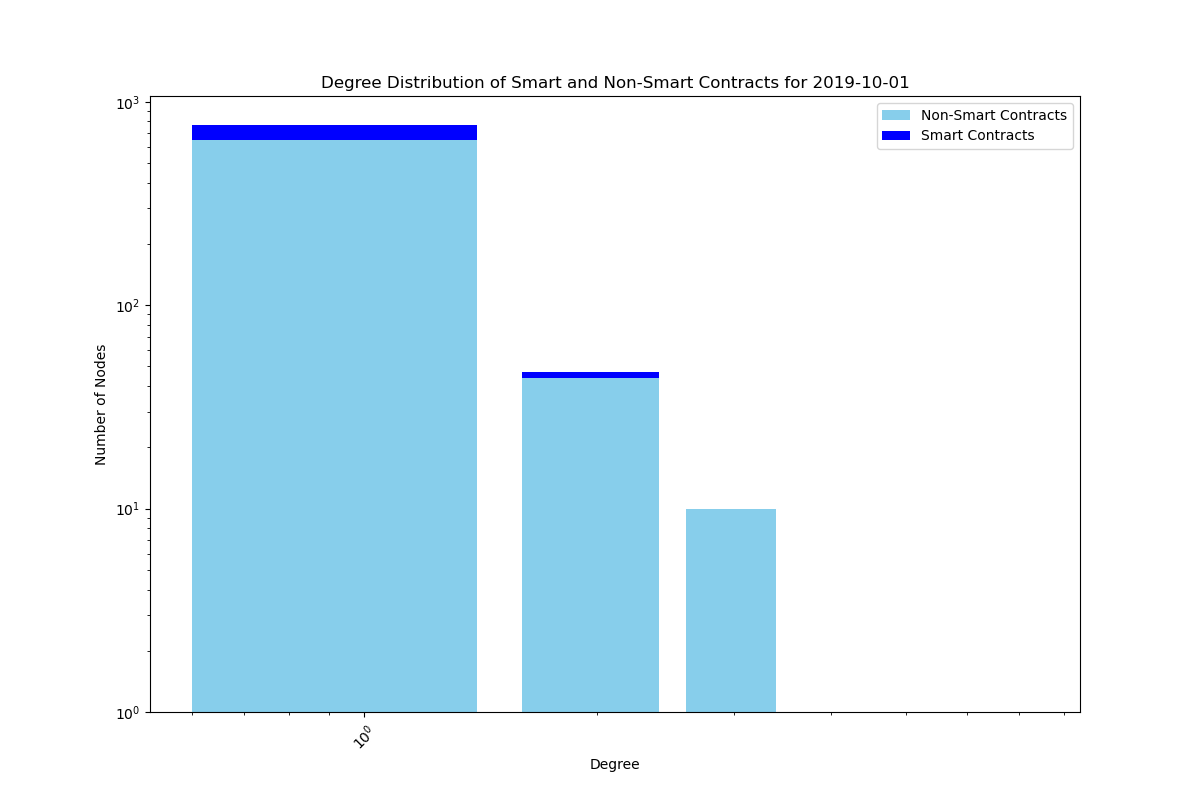 Degree Distribution of Smart and Non-Smart Contracts for 2019-10-01
Non-Smart Contracts
Smart Contracts
Number of Nodes
10³
10²
10¹
10⁰
10⁰
Degree